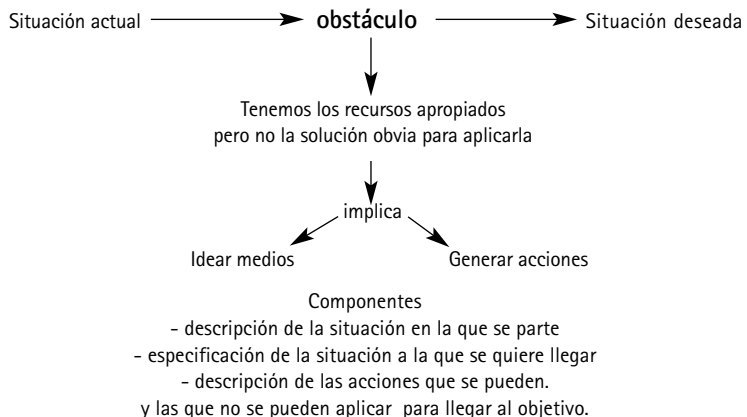 Situación actual obstáculo Situación deseada
Tenemos los recursos apropiados
pero no la solución obvia para aplicarla
implica
Idear medios Generar acciones
Componentes
- descripción de la situación en la que se parte
- especificación de la situación a la que se quiere llegar
- descripción de las acciones que se pueden.
y las que no se pueden aplicar para llegar al objetivo.